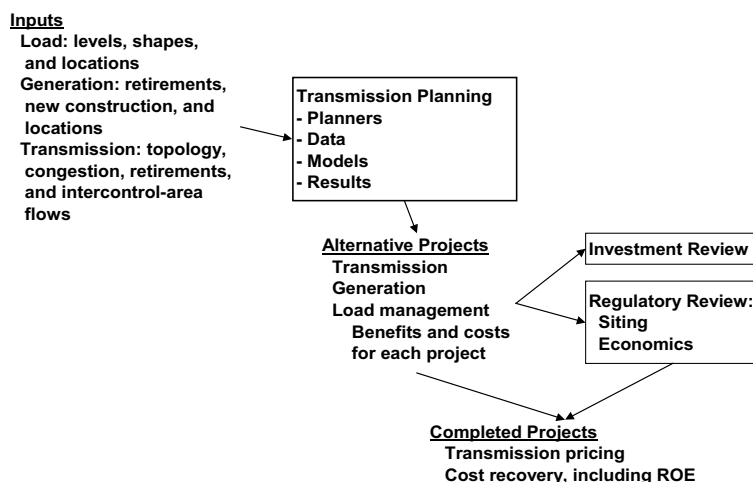 Inputs
Load: levels, shapes,
and locations
Generation: retirements,
new construction, and
locations
Transmission: topology,
congestion, retirements,
and intercontrol-area
flows
Transmission Planning
- Planners
- Data
- Models
- Results
Alternative Projects
Transmission
Generation
Load management
Benefits and costs
for each project
Investment Review
Regulatory Review:
Siting
Economics
Completed Projects
Transmission pricing
Cost recovery, including ROE